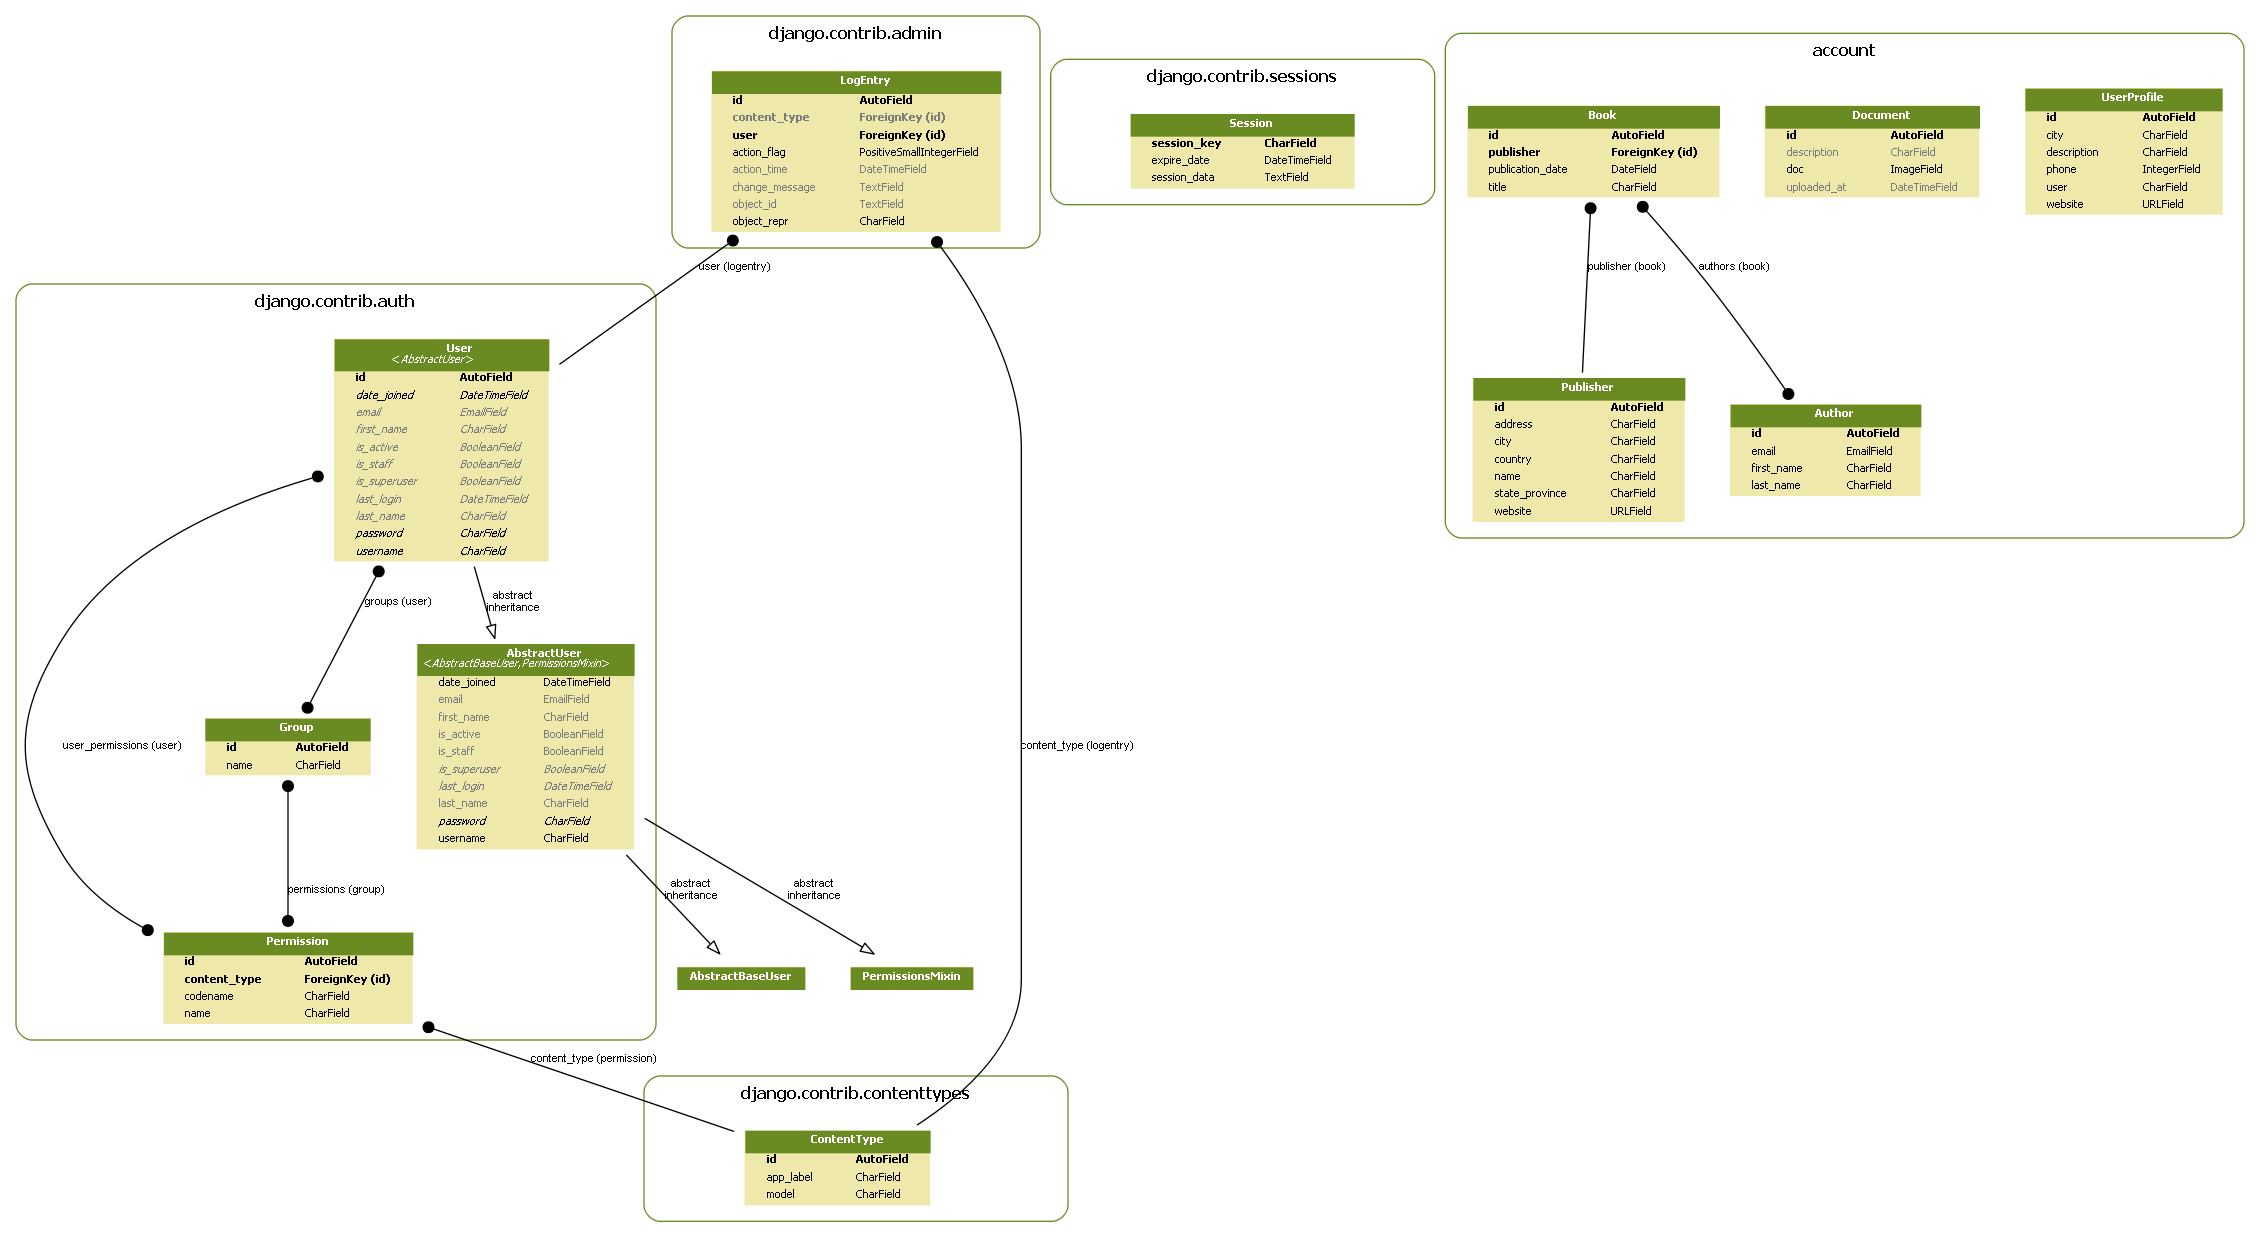 django.contrib.admin
LogEntry
id AutoField
content_type ForeignKey (id)
user ForeignKey (id)
action_flag PositiveSmallIntegerField
action_time DateTimeField
change_message TextField
object_id TextField
object_repr CharField
django.contrib.sessions
Session
session_key CharField
expire_date DateTimeField
session_data TextField
account
Book
id AutoField
publisher ForeignKey (id)
publication_date DateField
title CharField
Document
id AutoField
description CharField
doc ImageField
uploaded_at DateTimeField
UserProfile
id AutoField
city CharField
description CharField
phone IntegerField
user CharField
website URLField
publisher (book)
authors (book)
Publisher
id AutoField
address CharField
city CharField
country CharField
name CharField
state_province CharField
website URLField
Author
id AutoField
email EmailField
first_name CharField
last_name CharField
user (logentry)
django.contrib.auth
User
<AbstractUser>
id AutoField
date_joined DateTimeField
email EmailField
first_name CharField
is_active BooleanField
is_staff BooleanField
is_superuser BooleanField
last_login DateTimeField
last_name CharField
password CharField
username CharField
groups (user)
abstract
inheritance
AbstractUser
<AbstractBaseUser,PermissionsMixin>
date_joined DateTimeField
email EmailField
first_name CharField
is_active BooleanField
is_staff BooleanField
is_superuser BooleanField
last_login DateTimeField
last_name CharField
password CharField
username CharField
user_permissions (user)
Group
id AutoField
name CharField
content_type (logentry)
permissions (group)
abstract
inheritance
abstract
inheritance
Permission
id AutoField
content_type ForeignKey (id)
codename CharField
name CharField
AbstractBaseUser
PermissionsMixin
content_type (permission)
django.contrib.contenttypes
ContentType
id AutoField
app_label CharField
model CharField